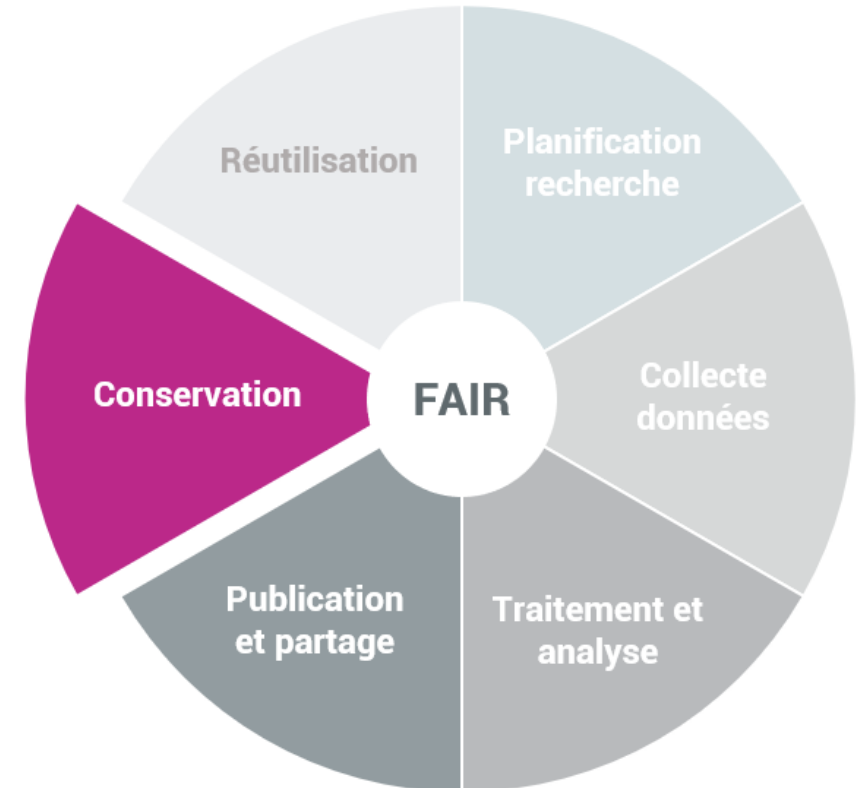 Planification
recherche
Collecte
données
Traitement et
analyse
Publication
et partage
Conservation
Réutilisation
FAIR